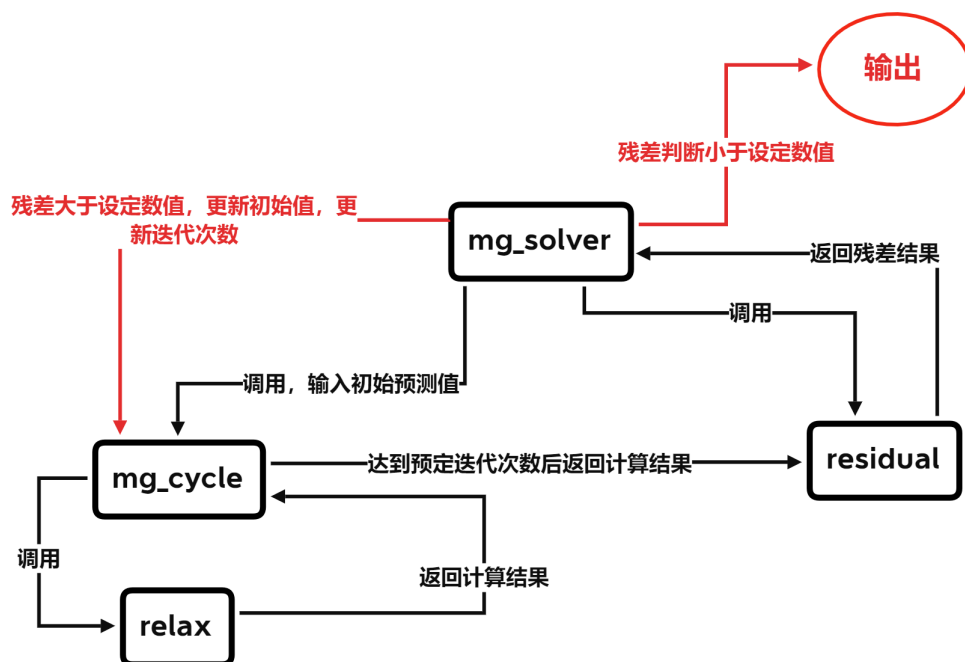 输出
残差判断小于设定数值
残差大于设定数值，更新初始值，更
新迭代次数
mg_solver
返回残差结果
调用
调用，输入初始预测值
mg_cycle
达到预定迭代次数后返回计算结果
residual
调用
返回计算结果
relax